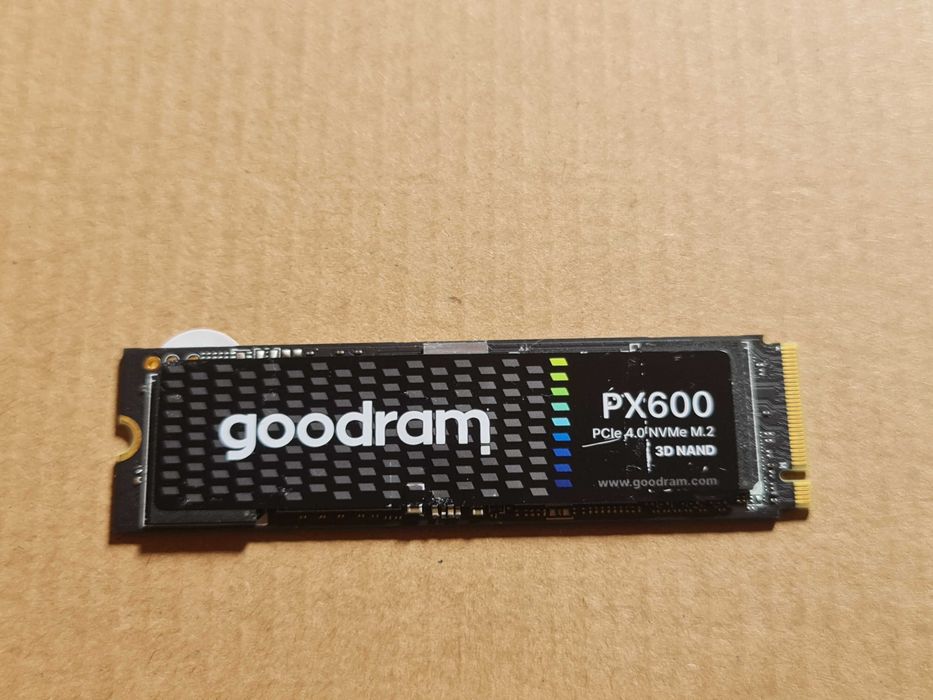 goodram
PX600
PCIe 4.0 NVMe M.2
3D NAND
www.goodram.com